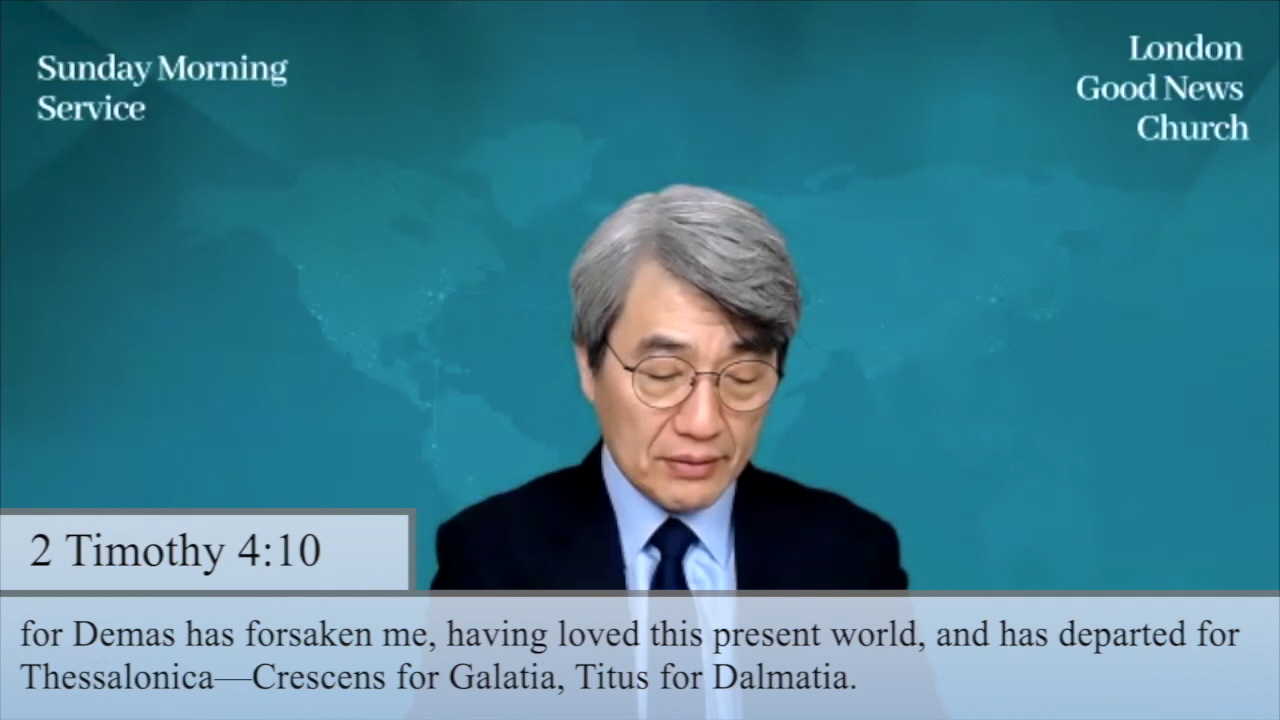 Sunday Morning
Service
London
Good News
Church
2 Timothy 4:10
for Demas has forsaken me, having loved this present world, and has departed for
Thessalonica—Crescens for Galatia, Titus for Dalmatia.